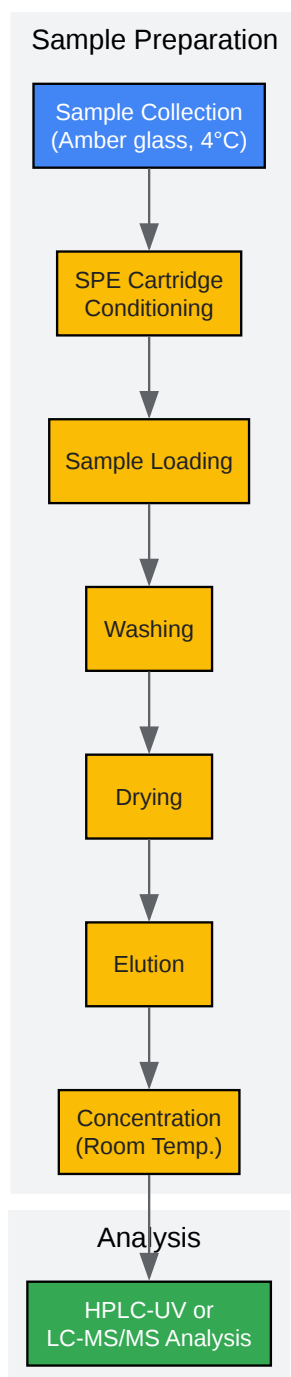 Sample Preparation
Sample Collection
(Amber glass, 4°C)
SPE Cartridge
Conditioning
Sample Loading
Washing
Drying
Elution
Concentration
(Room Temp.)
Analysis
HPLC-UV or
LC-MS/MS Analysis